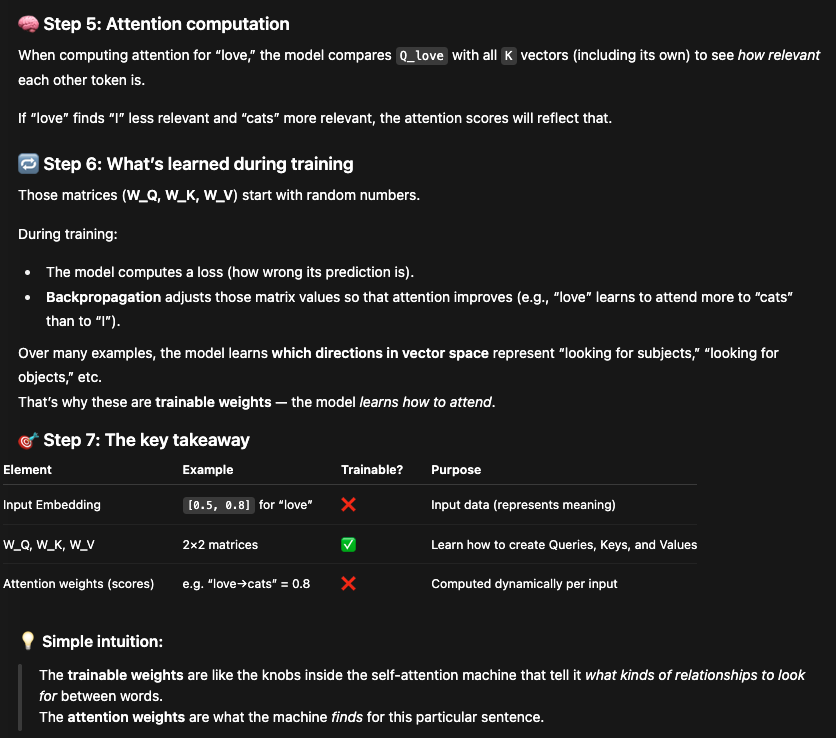 🧠 Step 5: Attention computation
When computing attention for “love,” the model compares Q_love with all K vectors (including its own) to see how relevant
each other token is.
If “love” finds “I” less relevant and “cats” more relevant, the attention scores will reflect that.
🔁 Step 6: What’s learned during training
Those matrices (W_Q, W_K, W_V) start with random numbers.
During training:
• The model computes a loss (how wrong its prediction is).
• Backpropagation adjusts those matrix values so that attention improves (e.g., “love” learns to attend more to “cats”
than to “I”).
Over many examples, the model learns which directions in vector space represent “looking for subjects,” “looking for
objects,” etc.
That’s why these are trainable weights — the model learns how to attend.
🎯 Step 7: The key takeaway
Element Example Trainable? Purpose
Input Embedding [0.5, 0.8] for “love” ❌ Input data (represents meaning)
W_Q, W_K, W_V 2×2 matrices ✅ Learn how to create Queries, Keys, and Values
Attention weights (scores) e.g. “love→cats” = 0.8 ❌ Computed dynamically per input
💡 Simple intuition:
The trainable weights are like the knobs inside the self-attention machine that tell it what kinds of relationships to look
for between words.
The attention weights are what the machine finds for this particular sentence.